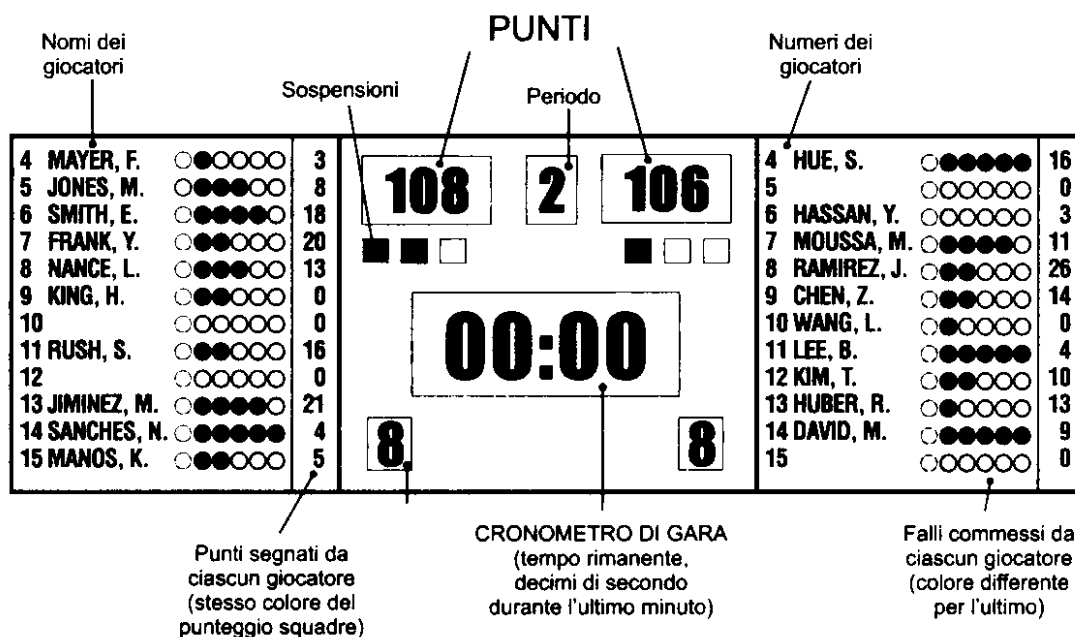 PUNTI
Nomi dei
giocatori
Sospensioni
Periodo
Numeri dei
giocatori
4 MAYER, F. 3
5 JONES, M. 8
6 SMITH, E. 18
7 FRANK, Y. 20
8 NANCE, L. 13
9 KING, H. 0
10 0
11 RUSH, S. 16
12 0
13 JIMINEZ, M. 21
14 SANCHES, N. 4
15 MANOS, K. 5
108 2 106
00:00
8 8
4 HUE, S. 16
5 0
6 HASSAN, Y. 3
7 MOUSSA, M. 11
8 RAMIREZ, J. 26
9 CHEN, Z. 14
10 WANG, L. 0
11 LEE, B. 4
12 KIM, T. 10
13 HUBER, R. 13
14 DAVID, M. 9
15 0
Punti segnati da
ciascun giocatore
(stesso colore del
punteggio squadre)
CRONOMETRO DI GARA
(tempo rimanente,
decimi di secondo
durante l'ultimo minuto)
Falli commessi da
ciascun giocatore
(colore differente
per l'ultimo)